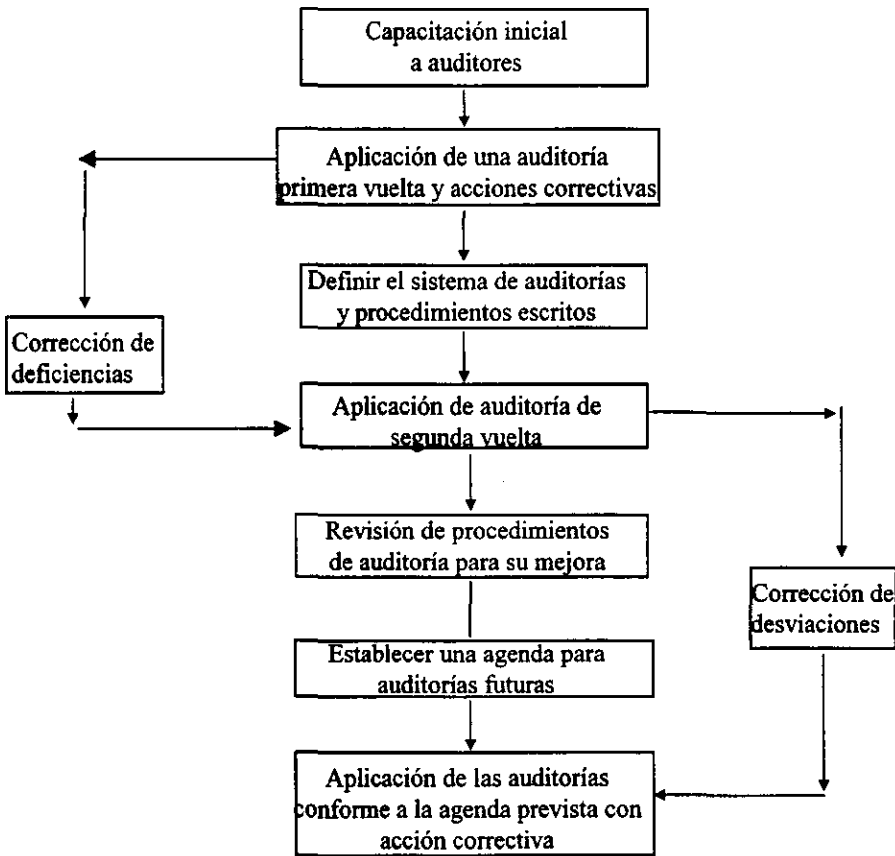 Capacitación inicial
a auditores
Aplicación de una auditoría
primera vuelta y acciones correctivas
Definir el sistema de auditorías
y procedimientos escritos
Corrección de
deficiencias
Aplicación de auditoría de
segunda vuelta
Revisión de procedimientos
de auditoría para su mejora
Corrección de
desviaciones
Establecer una agenda para
auditorías futuras
Aplicación de las auditorías
conforme a la agenda prevista con
acción correctiva